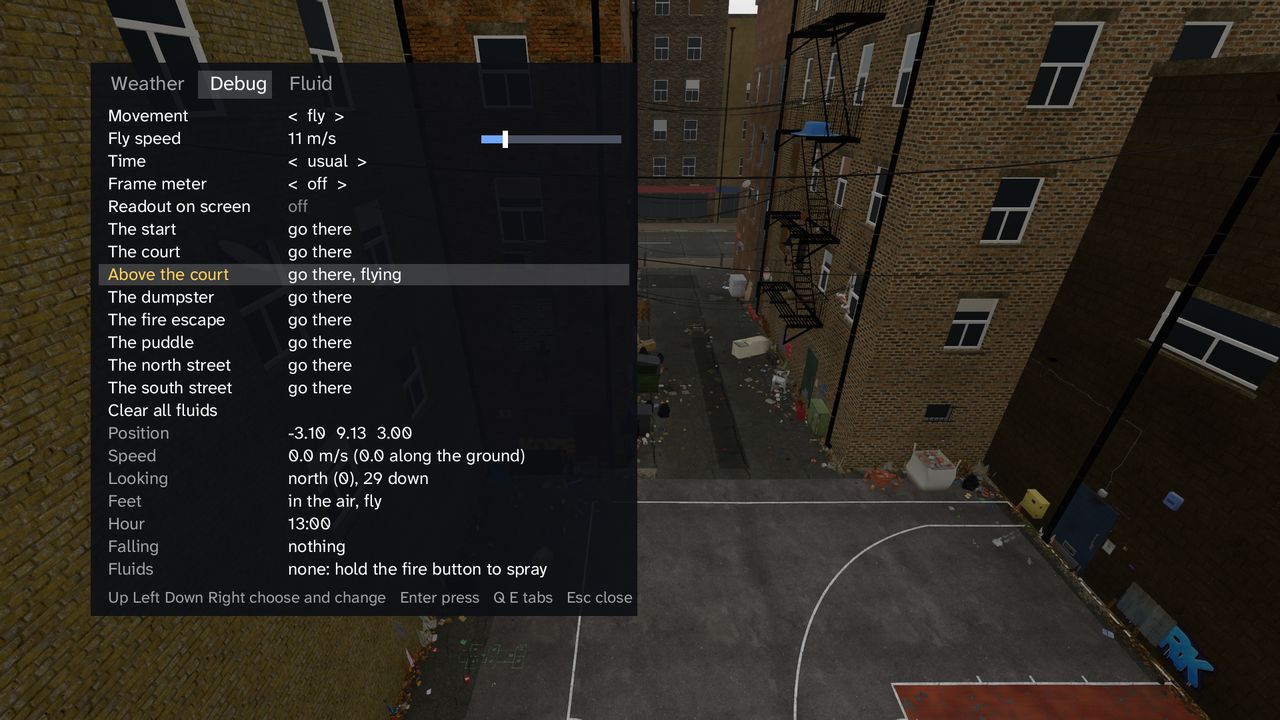 Weather Debug Fluid
Movement < fly >
Fly speed 11 m/s
Time < usual >
Frame meter < off >
Readout on screen off
The start go there
The court go there
Above the court go there, flying
The dumpster go there
The fire escape go there
The puddle go there
The north street go there
The south street go there
Clear all fluids
Position -3.10 9.13 3.00
Speed 0.0 m/s (0.0 along the ground)
Looking north (0), 29 down
Feet in the air, fly
Hour 13:00
Falling nothing
Fluids none: hold the fire button to spray
Up Left Down Right choose and change Enter press Q E tabs Esc close